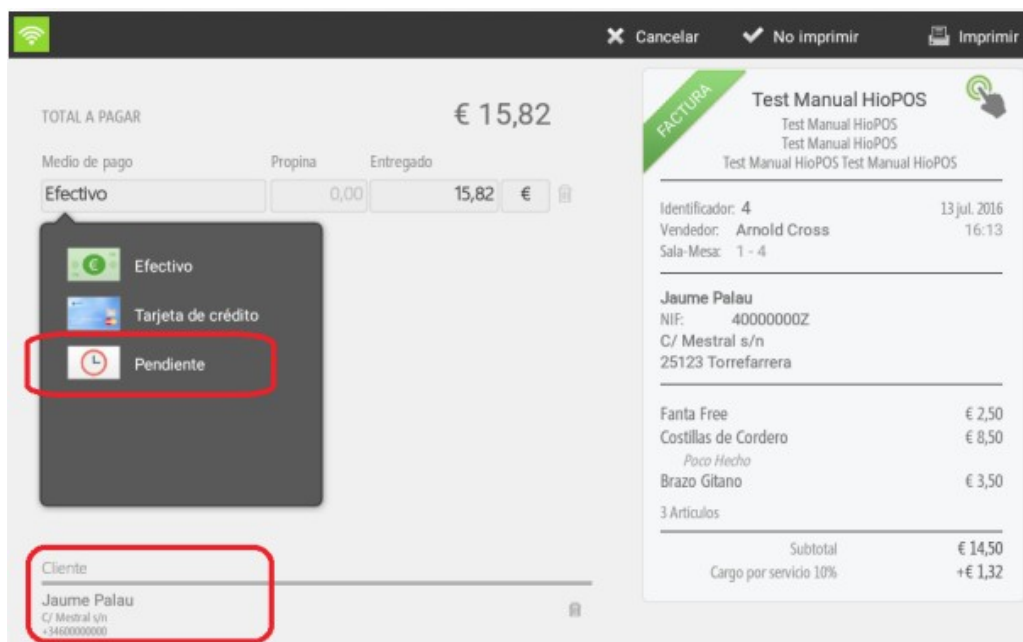 Cancelar
No imprimir
Imprimir
TOTAL A PAGAR
€ 15,82
Medio de pago
Propina
Entregado
Efectivo
0,00
15,82
€
Efectivo
Tarjeta de crédito
Pendiente
Cliente
Jaume Palau
C/ Mestral s/n
+34600000000
FACTURA
Test Manual HioPOS
Test Manual HioPOS
Test Manual HioPOS
Test Manual HioPOS Test Manual HioPOS
Identificador: 4
13 jul. 2016
Vendedor: Arnold Cross
16:13
Sala-Mesa: 1 - 4
Jaume Palau
NIF: 40000000Z
C/ Mestral s/n
25123 Torrefarrera
Fanta Free € 2,50
Costillas de Cordero € 8,50
Poco Hecho
Brazo Gitano € 3,50
3 Artículos
Subtotal € 14,50
Cargo por servicio 10% +€ 1,32